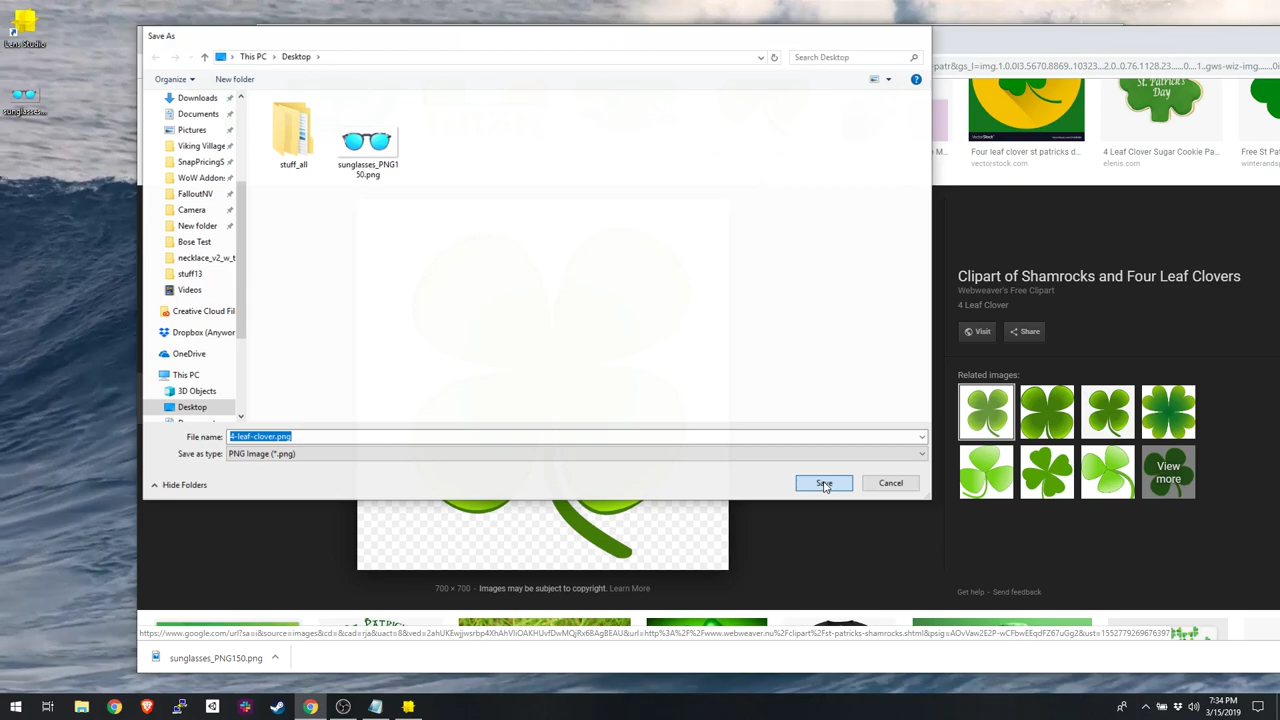 Lens Studio
sunglasses...
Save As
This PC
Desktop
Search Desktop
Organize
New folder
Downloads
Documents
Pictures
Viking Village
SnapPricingS
WoW Addon
FalloutNV
Camera
New folder
Bose Test
necklace_v2_w_t
stuff13
Videos
Creative Cloud Fil
Dropbox (Anywor
OneDrive
This PC
3D Objects
Desktop
stuff_all
sunglasses_PNG1
50.png
File name:
4-leaf-clover.png
Save as type:
PNG Image (*.png)
Hide Folders
Save
Cancel
St. Patricks
Day
VectorStock
Four leaf clover st patricks d...
vectorstock.com
4 Leaf Clover Sugar Cookie Pa...
elenis.com
Free St Pat
winterands
Clipart of Shamrocks and Four Leaf Clovers
Webweaver's Free Clipart
4 Leaf Clover
Visit
Share
Related images:
View
more
Get help - Send feedback
700 × 700 - Images may be subject to copyright. Learn More
sunglasses_PNG150.png
7:34 PM
3/15/2019